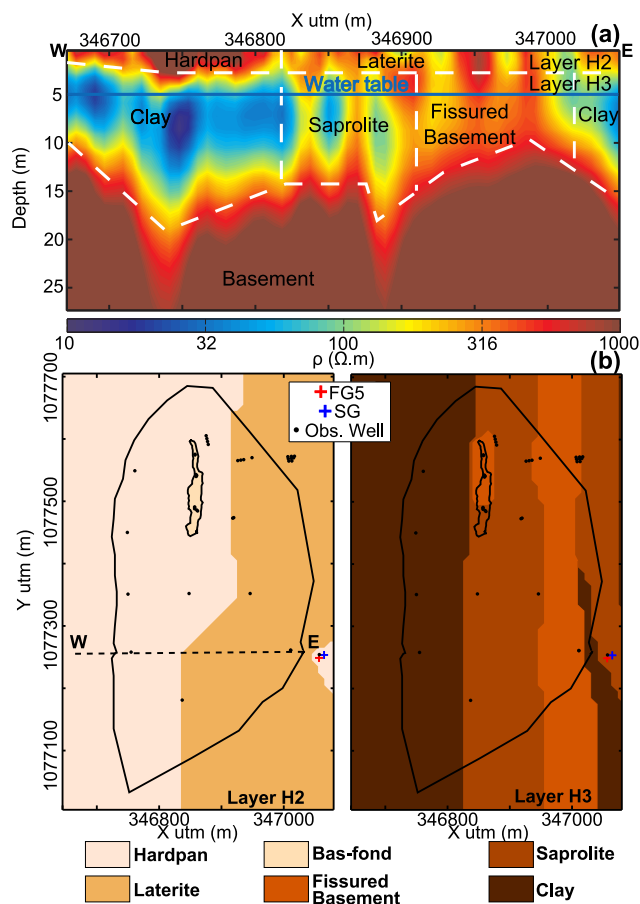 X utm (m)
346700 346800 346900 347000
(a)
W E
Hardpan Laterite Layer H2
Layer H3
Water table
Clay Saprolite Fissured Basement Clay
Basement
Depth (m)
5
10
15
20
25
10 32 100 316 1000
ρ (Ω.m)
(b)
FG5
SG
Obs. Well
Y utm (m)
1077700
1077500
1077300
1077100
W E
Layer H2 Layer H3
346800 347000 346800 347000
X utm (m) X utm (m)
Hardpan Bas-fond Saprolite
Laterite Fissured Basement Clay